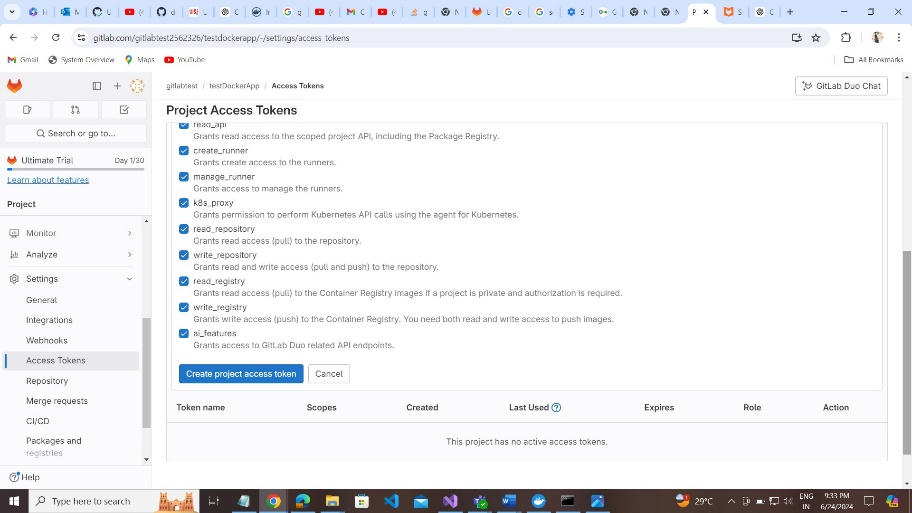 gitlab.com/gitlabtest2562326/testdockerapp/-/settings/access_tokens
Gmail
System Overview
Maps
YouTube
All Bookmarks
gitlabtest / testDockerApp / Access Tokens
GitLab Duo Chat
Project Access Tokens
Search or go to...
Ultimate Trial
Day 1/30
Learn about features
Project
Monitor
Analyze
Settings
General
Integrations
Webhooks
Access Tokens
Repository
Merge requests
CI/CD
Packages and
registries
Help
read_api
Grants read access to the scoped project API, including the Package Registry.
create_runner
Grants create access to the runners.
manage_runner
Grants access to manage the runners.
k8s_proxy
Grants permission to perform Kubernetes API calls using the agent for Kubernetes.
read_repository
Grants read access (pull) to the repository.
write_repository
Grants read and write access (pull and push) to the repository.
read_registry
Grants read access (pull) to the Container Registry images if a project is private and authorization is required.
write_registry
Grants write access (push) to the Container Registry. You need both read and write access to push images.
ai_features
Grants access to GitLab Duo related API endpoints.
Create project access token
Cancel
Token name Scopes Created Last Used Expires Role Action
This project has no active access tokens.
Type here to search
29°C
ENG
IN
9:33 PM
6/24/2024